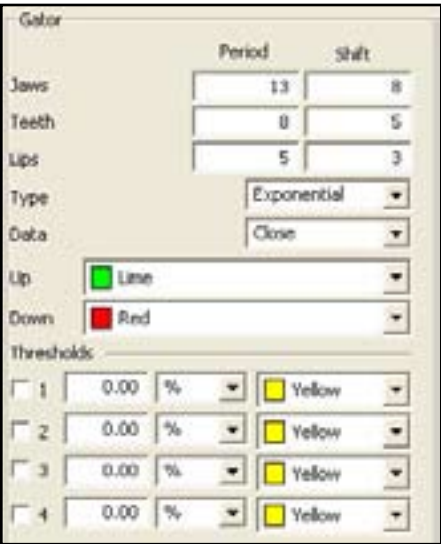 Gator
Period Shift
Jaws 13 8
Teeth 8 5
Lips 5 3
Type Exponential
Data Close
Up Lime
Down Red
Thresholds
1 0.00 % Yellow
2 0.00 % Yellow
3 0.00 % Yellow
4 0.00 % Yellow